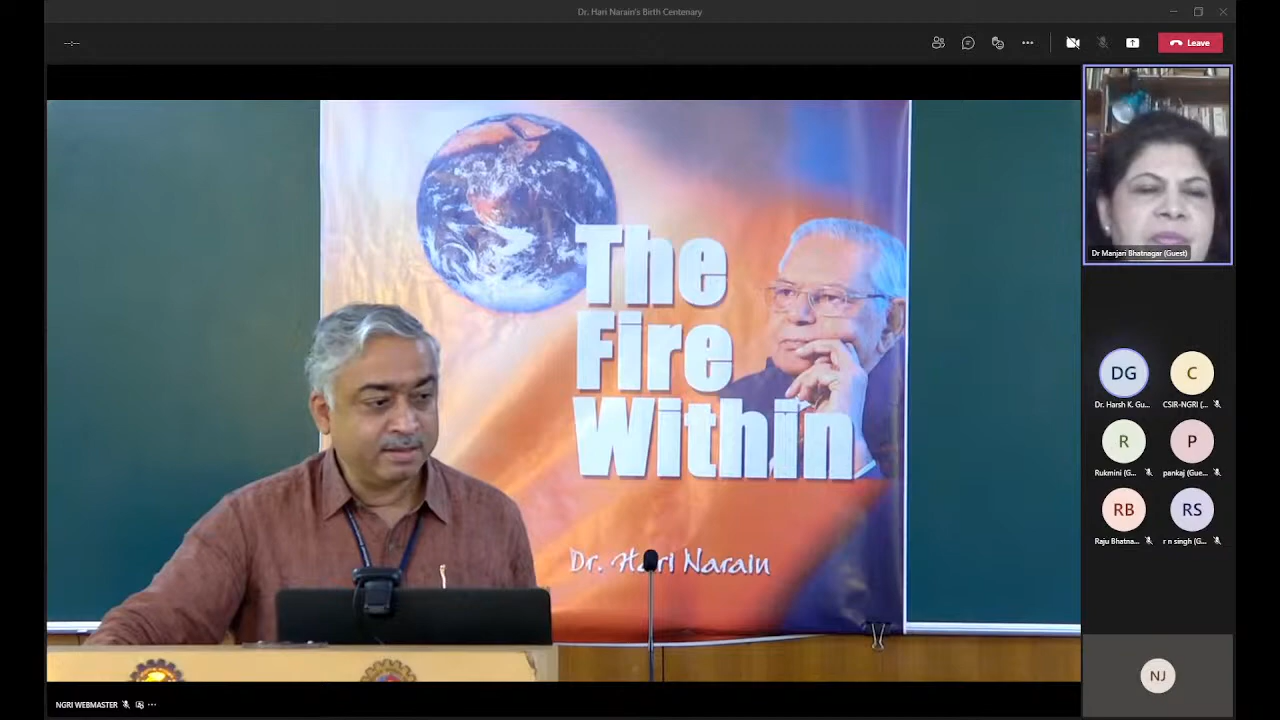 Dr. Hari Narain's Birth Centenary
--:--
Leave
The
Fire
Within
Dr. Hari Narain
Dr Manjari Bhatnagar (Guest)
DG
C
Dr. Harsh K. Gu...
CSIR-NGRI (...
R
P
Rukmini (G...
pankaj (Gue...
RB
RS
Raju Bhatna...
r n singh (G...
NJ
NGRI WEBMASTER